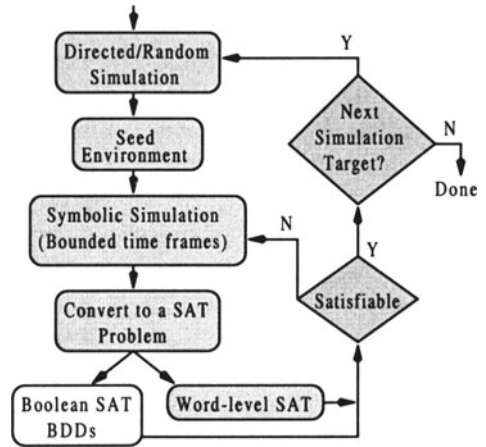 Directed/Random
Simulation
Seed
Environment
Symbolic Simulation
(Bounded time frames)
Convert to a SAT
Problem
Boolean SAT
BDDs
Word-level SAT
Satisfiable
N
Y
Next
Simulation
Target?
Y
N
Done